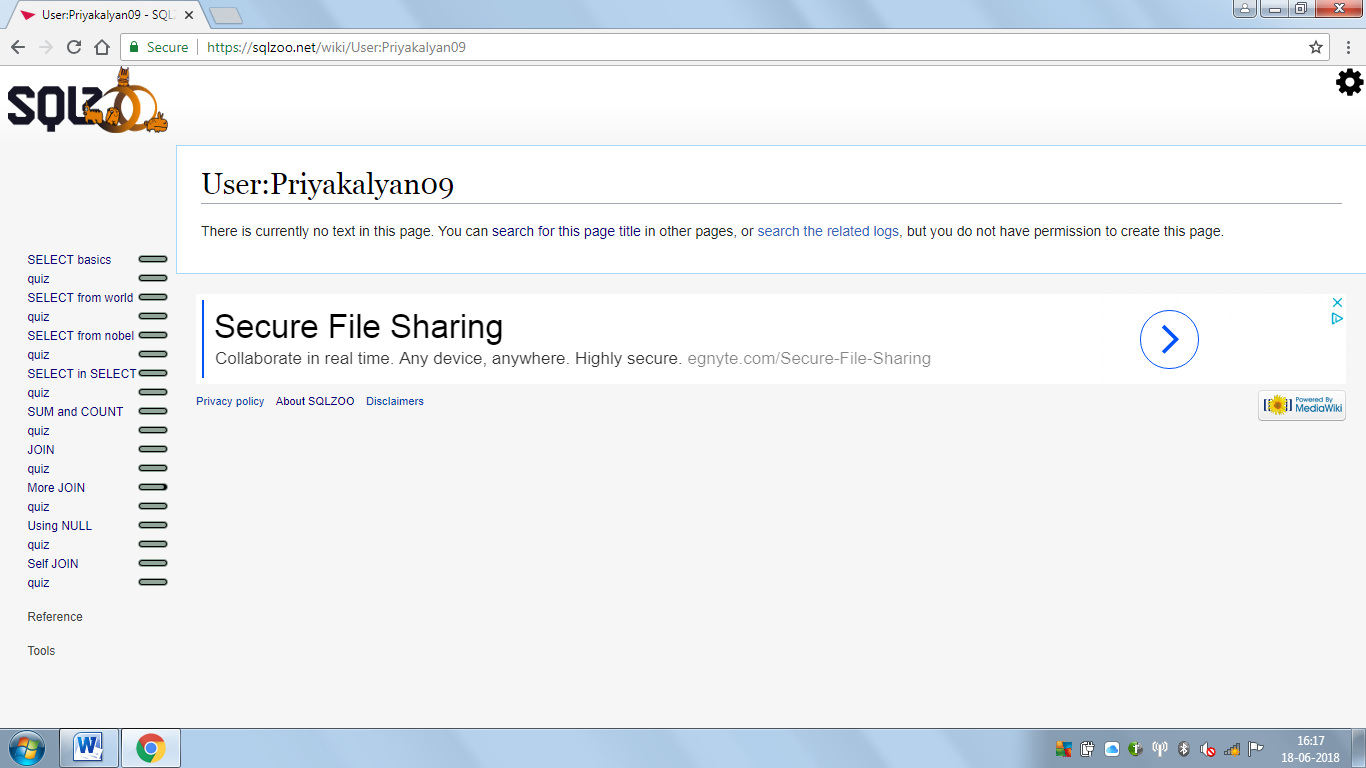 User:Priyakalyan09 - SQLZ
Secure https://sqlzoo.net/wiki/User:Priyakalyan09
SQLZOO
User:Priyakalyan09
There is currently no text in this page. You can search for this page title in other pages, or search the related logs, but you do not have permission to create this page.
SELECT basics
quiz
SELECT from world
quiz
SELECT from nobel
quiz
SELECT in SELECT
quiz
SUM and COUNT
quiz
JOIN
quiz
More JOIN
quiz
Using NULL
quiz
Self JOIN
quiz
Reference
Tools
Secure File Sharing
Collaborate in real time. Any device, anywhere. Highly secure. egnyte.com/Secure-File-Sharing
Privacy policy About SQLZOO Disclaimers
Powered By
MediaWiki
16:17
18-06-2018